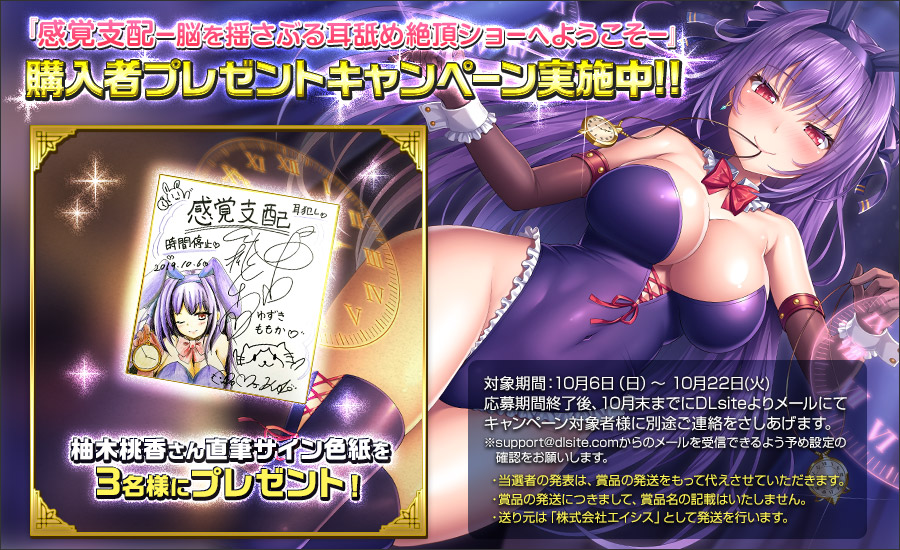 『感覚支配ー脳を揺さぶる耳舐め絶頂ショーへようこそー』
購入者プレゼントキャンペーン実施中!!
感覚支配
耳犯し♡
時間停止♡
2019.10.6
ゆずき
ももか♡
柚木桃香さん直筆サイン色紙を
3名様にプレゼント！
対象期間：10月6日（日）～ 10月22日(火)
応募期間終了後、10月末までにDLsiteよりメールにて
キャンペーン対象者様に別途ご連絡をさしあげます。
※support@dlsite.comからのメールを受信できるよう予め設定の
確認をお願いします。
・当選者の発表は、賞品の発送をもって代えさせていただきます。
・賞品の発送につきまして、賞品名の記載はいたしません。
・送り元は「株式会社エイシス」として発送を行います。